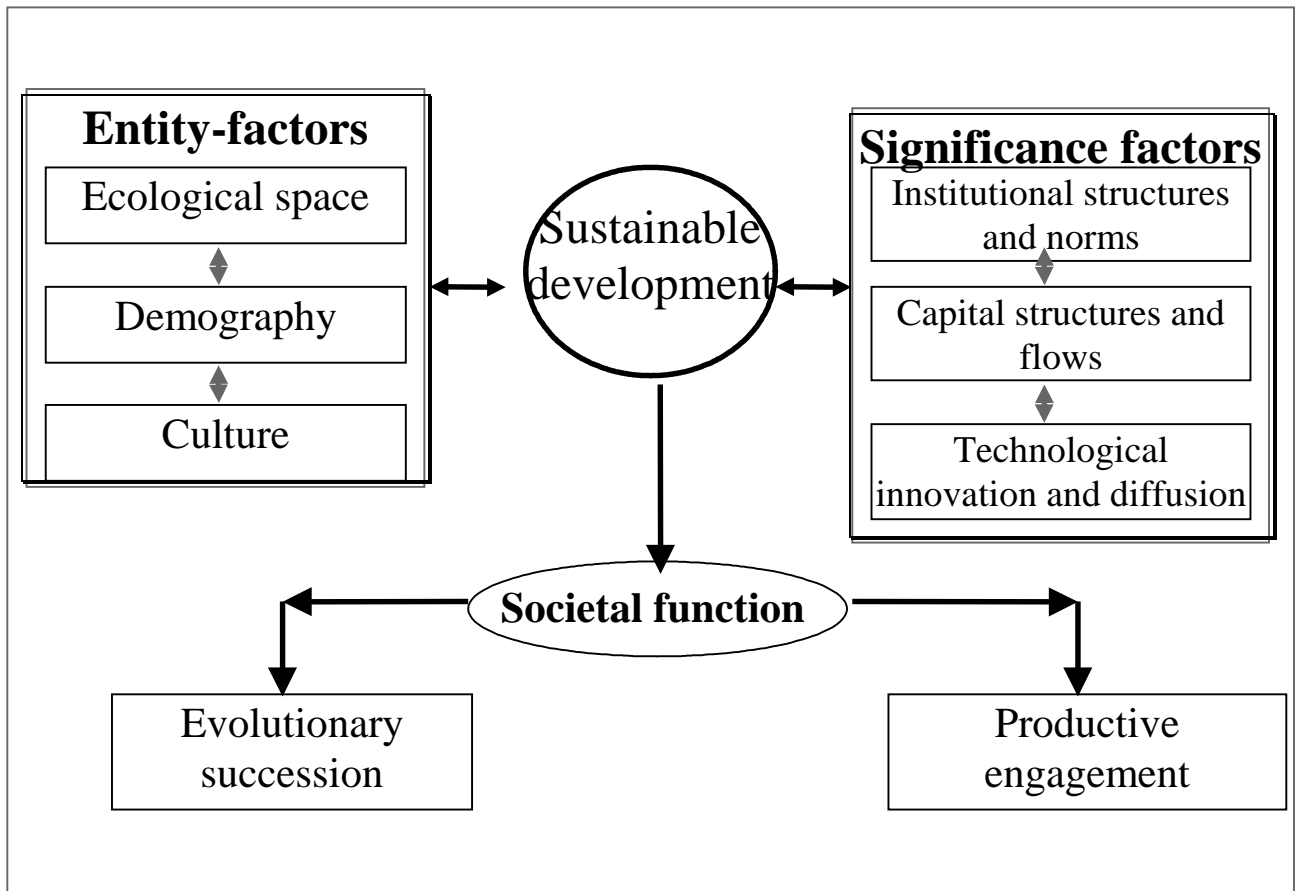 Entity-factors
Ecological space
Demography
Culture
Sustainable
development
Significance factors
Institutional structures
and norms
Capital structures and
flows
Technological
innovation and diffusion
Societal function
Evolutionary
succession
Productive
engagement